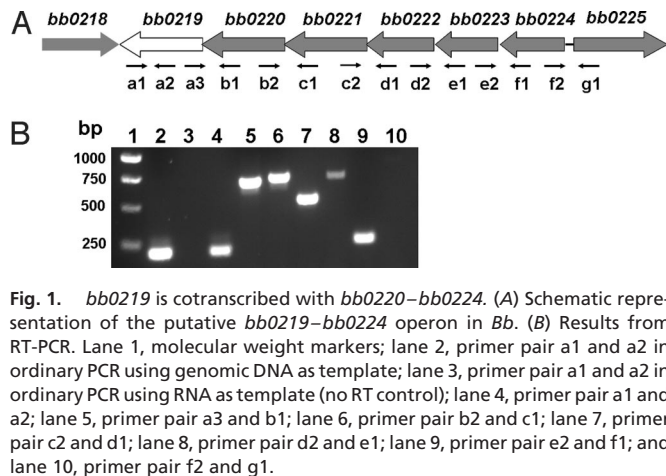 A
bb0218 bb0219 bb0220 bb0221 bb0222 bb0223 bb0224 bb0225
a1 a2 a3 b1 b2 c1 c2 d1 d2 e1 e2 f1 f2 g1
B
bp 1 2 3 4 5 6 7 8 9 10
1000
750
500
250
Fig. 1. bb0219 is cotranscribed with bb0220–bb0224. (A) Schematic repre-
sentation of the putative bb0219–bb0224 operon in Bb. (B) Results from
RT-PCR. Lane 1, molecular weight markers; lane 2, primer pair a1 and a2 in
ordinary PCR using genomic DNA as template; lane 3, primer pair a1 and a2 in
ordinary PCR using RNA as template (no RT control); lane 4, primer pair a1 and
a2; lane 5, primer pair a3 and b1; lane 6, primer pair b2 and c1; lane 7, primer
pair c2 and d1; lane 8, primer pair d2 and e1; lane 9, primer pair e2 and f1; and
lane 10, primer pair f2 and g1.